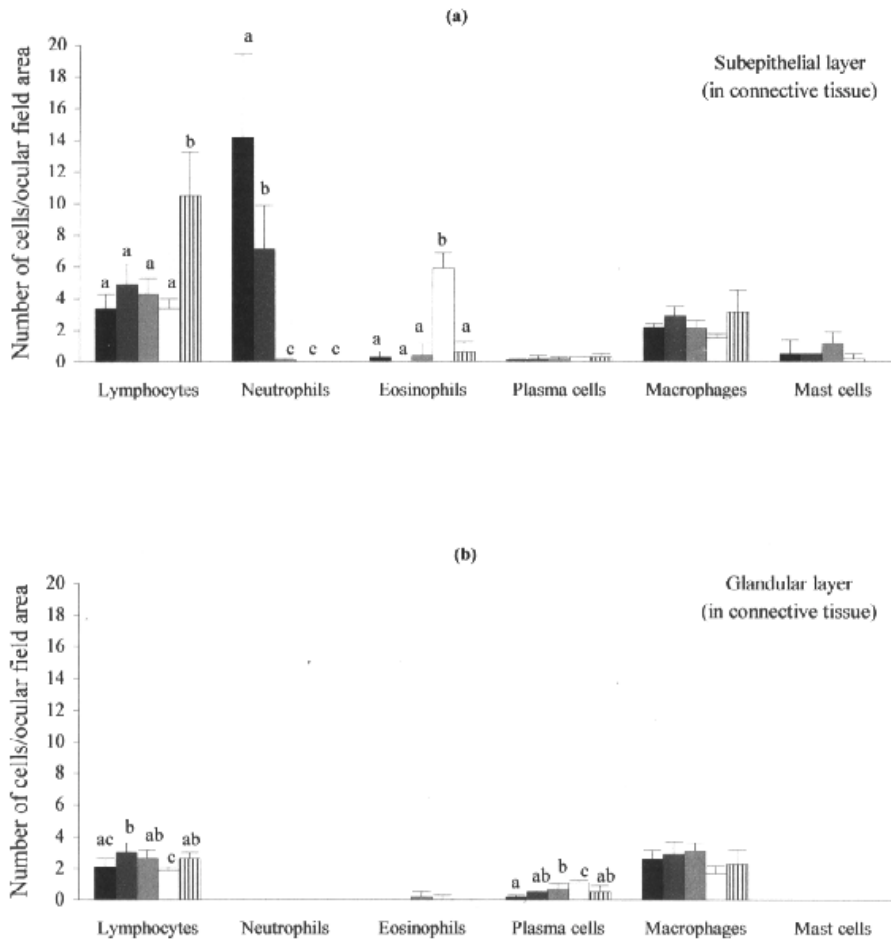 (a)
Subepithelial layer
(in connective tissue)
Number of cells/ocular field area
20
18
16
14
12
10
8
6
4
2
0
a a a a b
a b c c c
a a a b a
Lymphocytes Neutrophils Eosinophils Plasma cells Macrophages Mast cells
(b)
Glandular layer
(in connective tissue)
Number of cells/ocular field area
20
18
16
14
12
10
8
6
4
2
0
ac b ab c ab
a ab b c ab
Lymphocytes Neutrophils Eosinophils Plasma cells Macrophages Mast cells